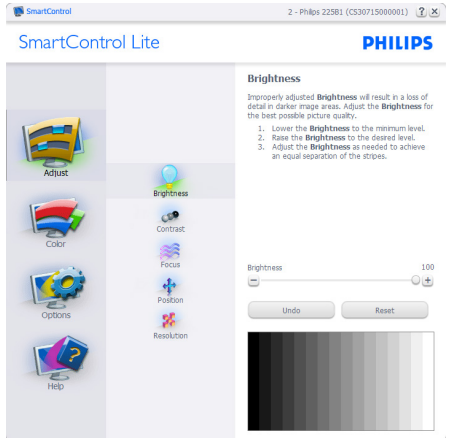 SmartControl
2 - Philips 225B1 (CS30715000001)
? X
SmartControl Lite
PHILIPS
Adjust
Color
Options
?
Help
Brightness
Contrast
Focus
Position
Resolution
Brightness
Improperly adjusted Brightness will result in a loss of
detail in darker image areas. Adjust the Brightness for
the best possible picture quality.
1. Lower the Brightness to the minimum level.
2. Raise the Brightness to the desired level.
3. Adjust the Brightness as needed to achieve
an equal separation of the stripes.
Brightness 100
Undo Reset